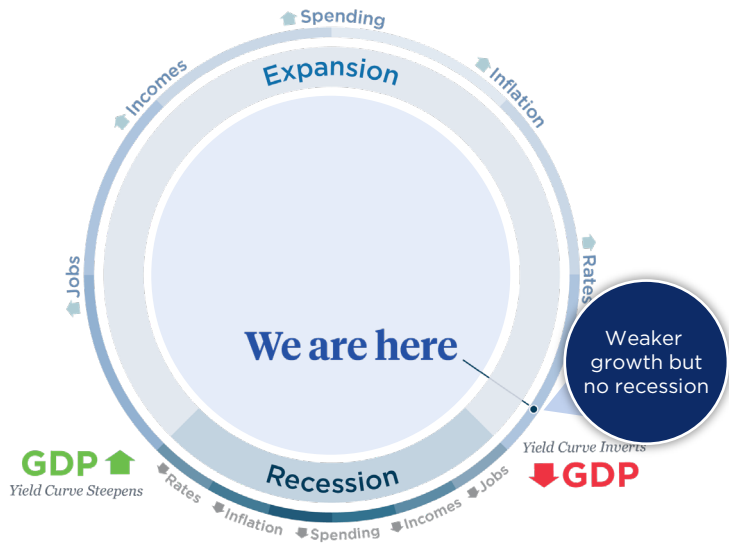 Spending
Expansion
Incomes
Inflation
Jobs
Rates
We are here
Weaker
growth but
no recession
GDP
Yield Curve Steepens
Yield Curve Inverts
GDP
Recession
Rates
Inflation
Spending
Incomes
Jobs